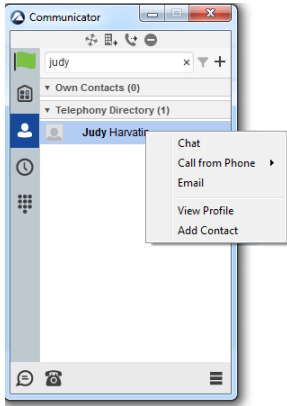 Communicator
judy
Own Contacts (0)
Telephony Directory (1)
Judy Harvatin
Chat
Call from Phone
Email
View Profile
Add Contact